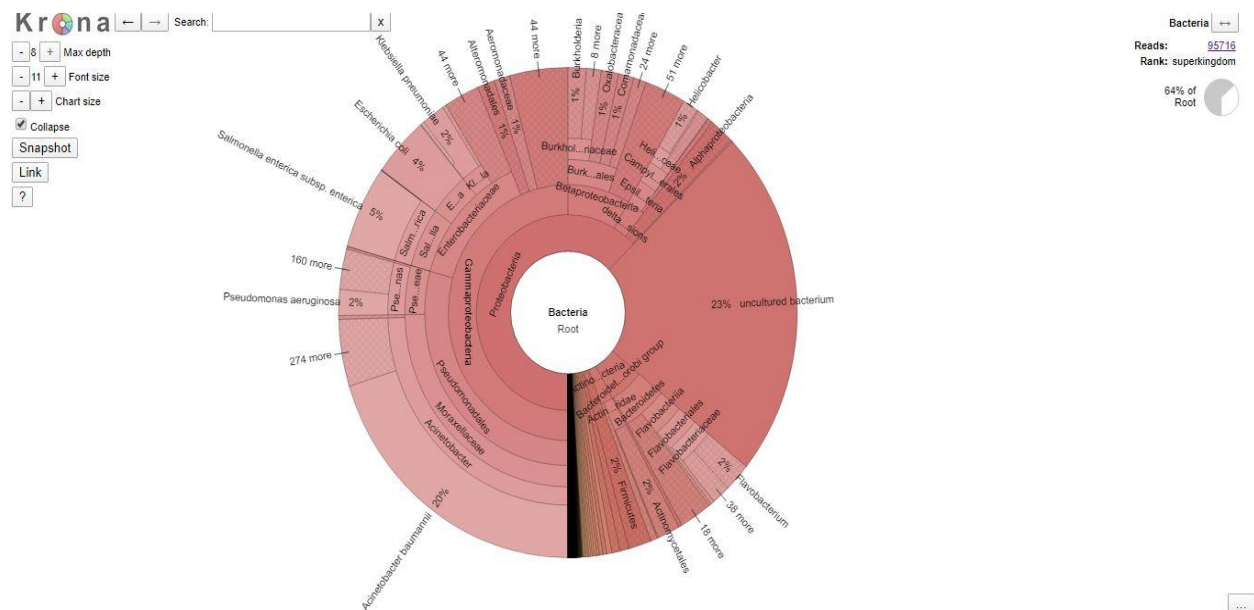 Krona ← → Search: x
- 8 + Max depth
- 11 + Font size
- + Chart size
Collapse
Snapshot
Link
?
Bacteria ↔
Reads: 95716
Rank: superkingdom
64% of
Root
Bacteria
Root
Proteobacteria
Gammaproteobacteria
Pseudomonadales
Moraxellaceae
Acinetobacter
20% Acinetobacter baumannii
274 more
2% Pseudomonas aeruginosa
160 more
Pse...nas
Pse...eae
5% Salmonella enterica subsp. enterica
Salm...rica
Sal...lla
4% Escherichia coli
E...a
2% Klebsiella pneumoniae
Kl...la
Enterobacteriaceae
44 more
1% Alteromonadales
1% Aeromonadaceae
44 more
1% Burkholderia
8 more
1% Oxalobacteraceae
1% Comamonadaceae
24 more
51 more
Burkhol...riaceae
Burk...ales
Betaproteobacteria
1% Helicobacter
Heli...ceae
Campyl...erales
Epsil...teria
delta...sions
2% Alphaproteobacteria
23% uncultured bacterium
Bacteroidet...orobi group
Bacteroidetes
Flavobacteriia
Flavobacteriales
Flavobacteriaceae
2% Flavobacterium
38 more
18 more
Actino...cteria
Actin...ridae
2% Actinomycetales
2% Firmicutes
...